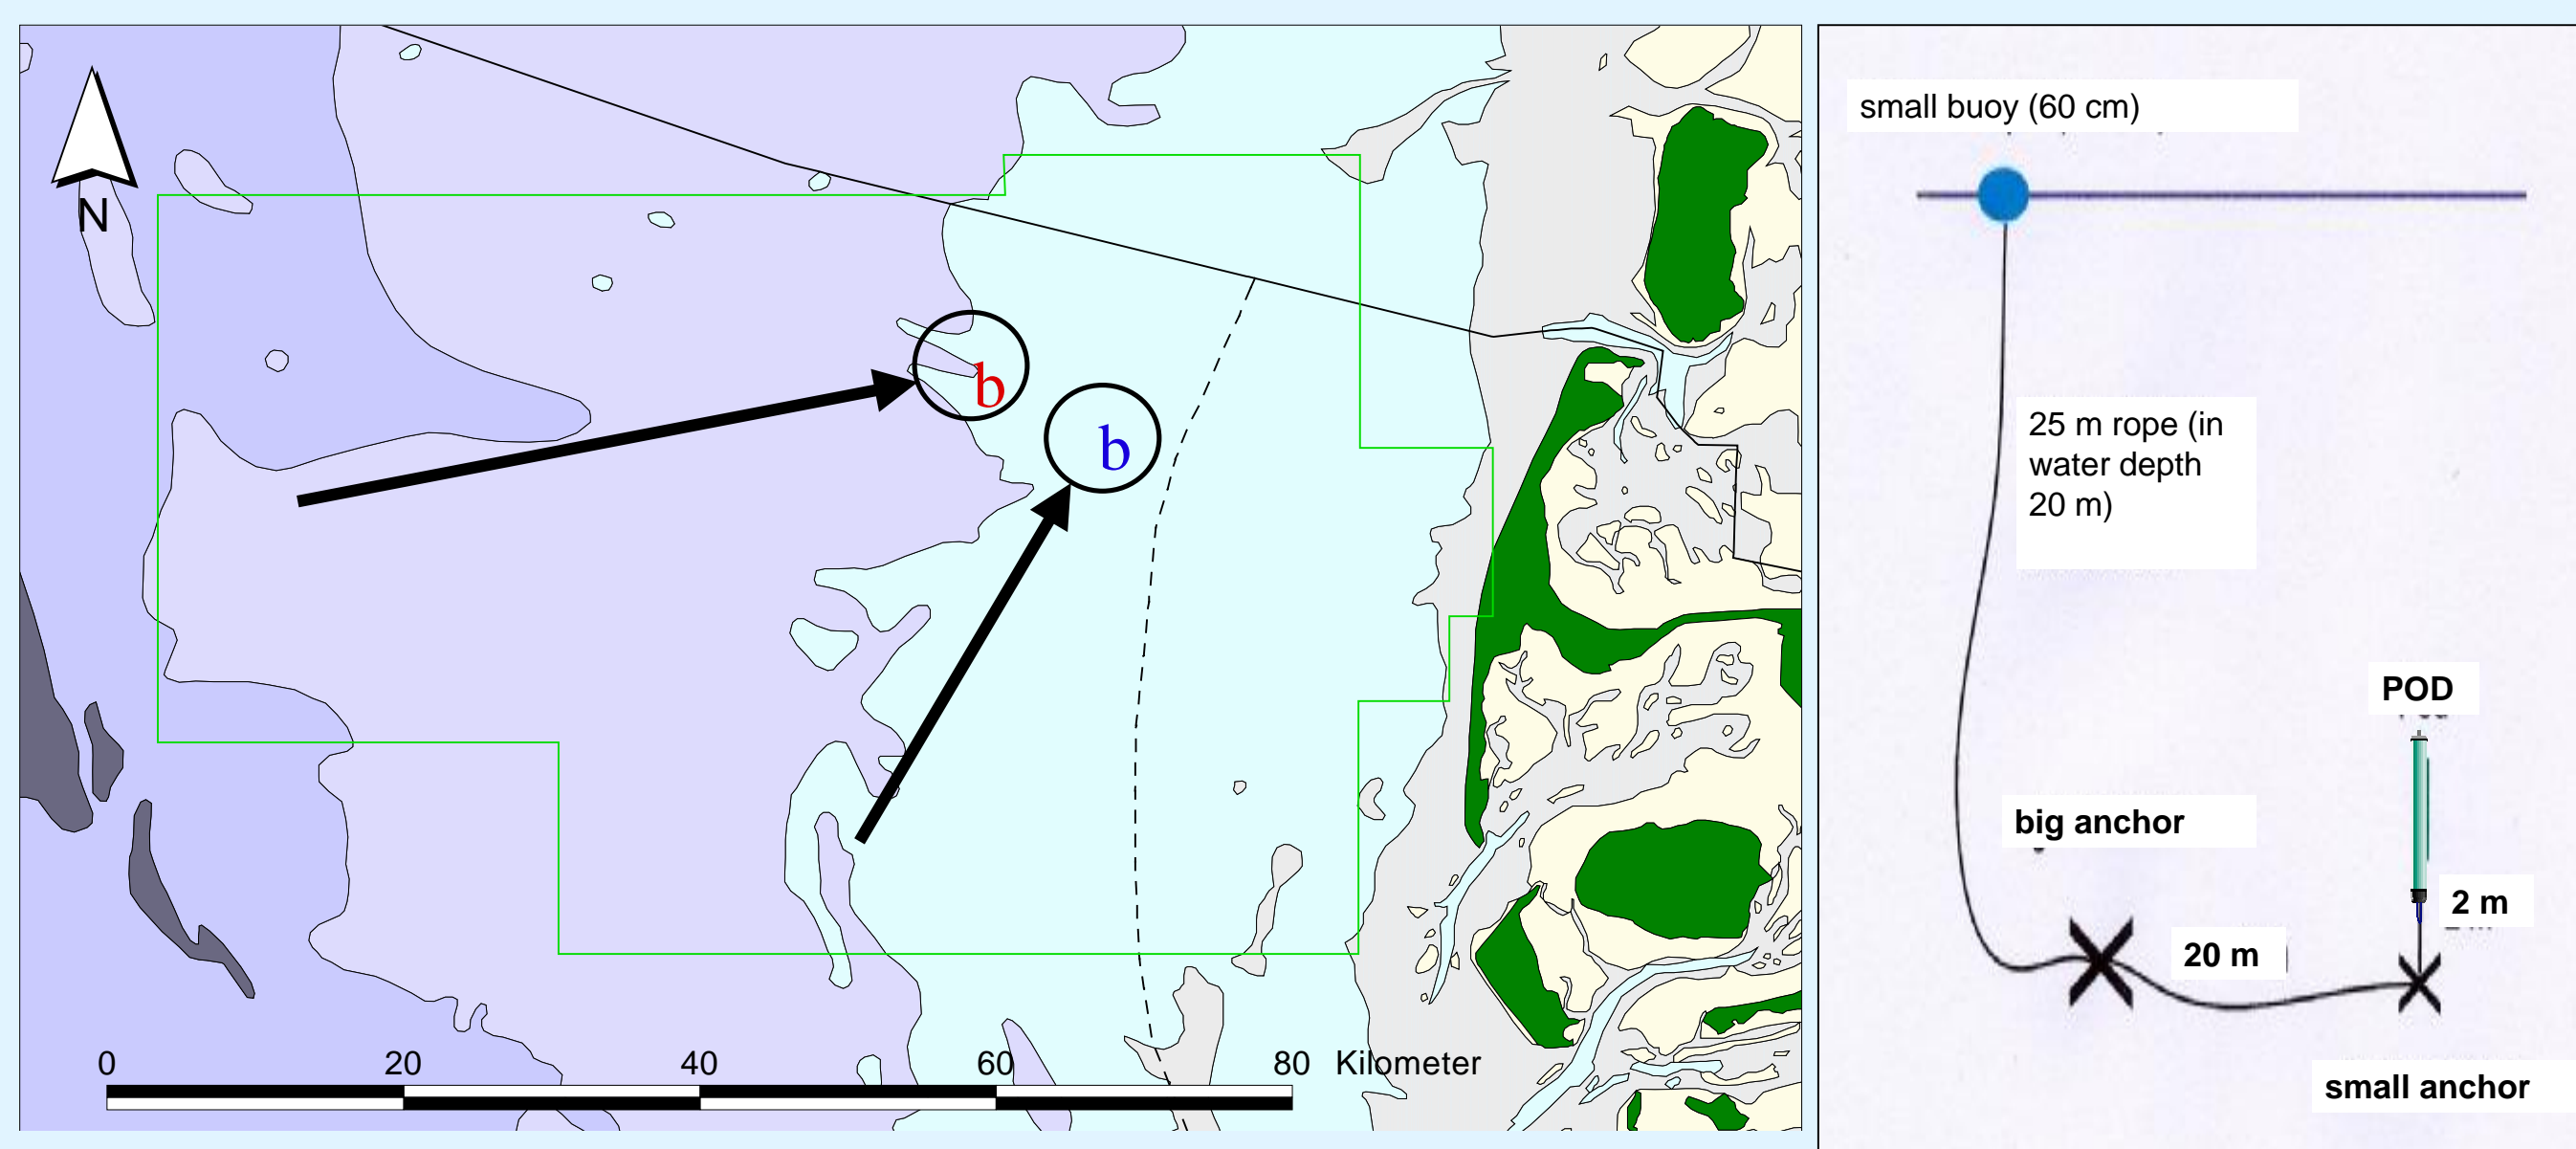 N
b
b
0 20 40 60 80 Kilometer
small buoy (60 cm)
25 m rope (in
water depth
20 m)
POD
big anchor
2 m
20 m
small anchor